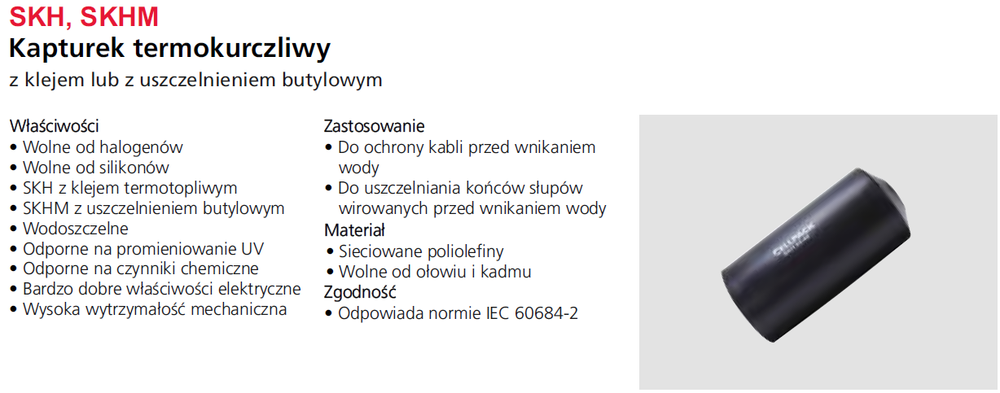 SKH, SKHM
Kapturek termokurczliwy
z klejem lub z uszczelnieniem butylowym
Właściwości
• Wolne od halogenów
• Wolne od silikonów
• SKH z klejem termotopliwym
• SKHM z uszczelnieniem butylowym
• Wodoszczelne
• Odporne na promieniowanie UV
• Odporne na czynniki chemiczne
• Bardzo dobre właściwości elektryczne
• Wysoka wytrzymałość mechaniczna
Zastosowanie
• Do ochrony kabli przed wnikaniem
wody
• Do uszczelniania końców słupów
wirowanych przed wnikaniem wody
Materiał
• Sieciowane poliolefiny
• Wolne od ołowiu i kadmu
Zgodność
• Odpowiada normie IEC 60684-2
CELLPACK